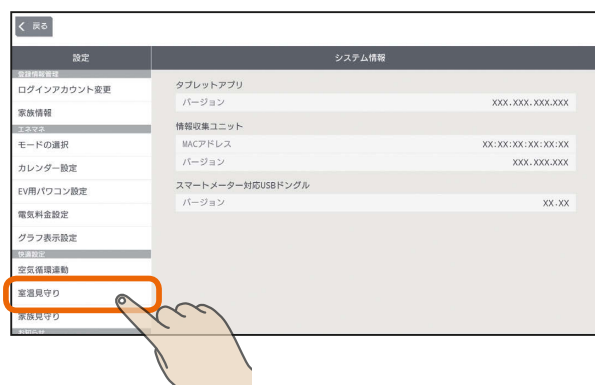 戻る
設定
システム情報
登録情報管理
ログインアカウント変更
家族情報
エネマネ
モードの選択
カレンダー設定
EV用パワコン設定
電気料金設定
グラフ表示設定
快適設定
空気循環連動
室温見守り
家族見守り
お知らせ
タブレットアプリ
バージョン XXX.XXX.XXX.XXX
情報収集ユニット
MACアドレス XX:XX:XX:XX:XX:XX
バージョン XXX.XXX.XXX
スマートメーター対応USBドングル
バージョン XX.XX